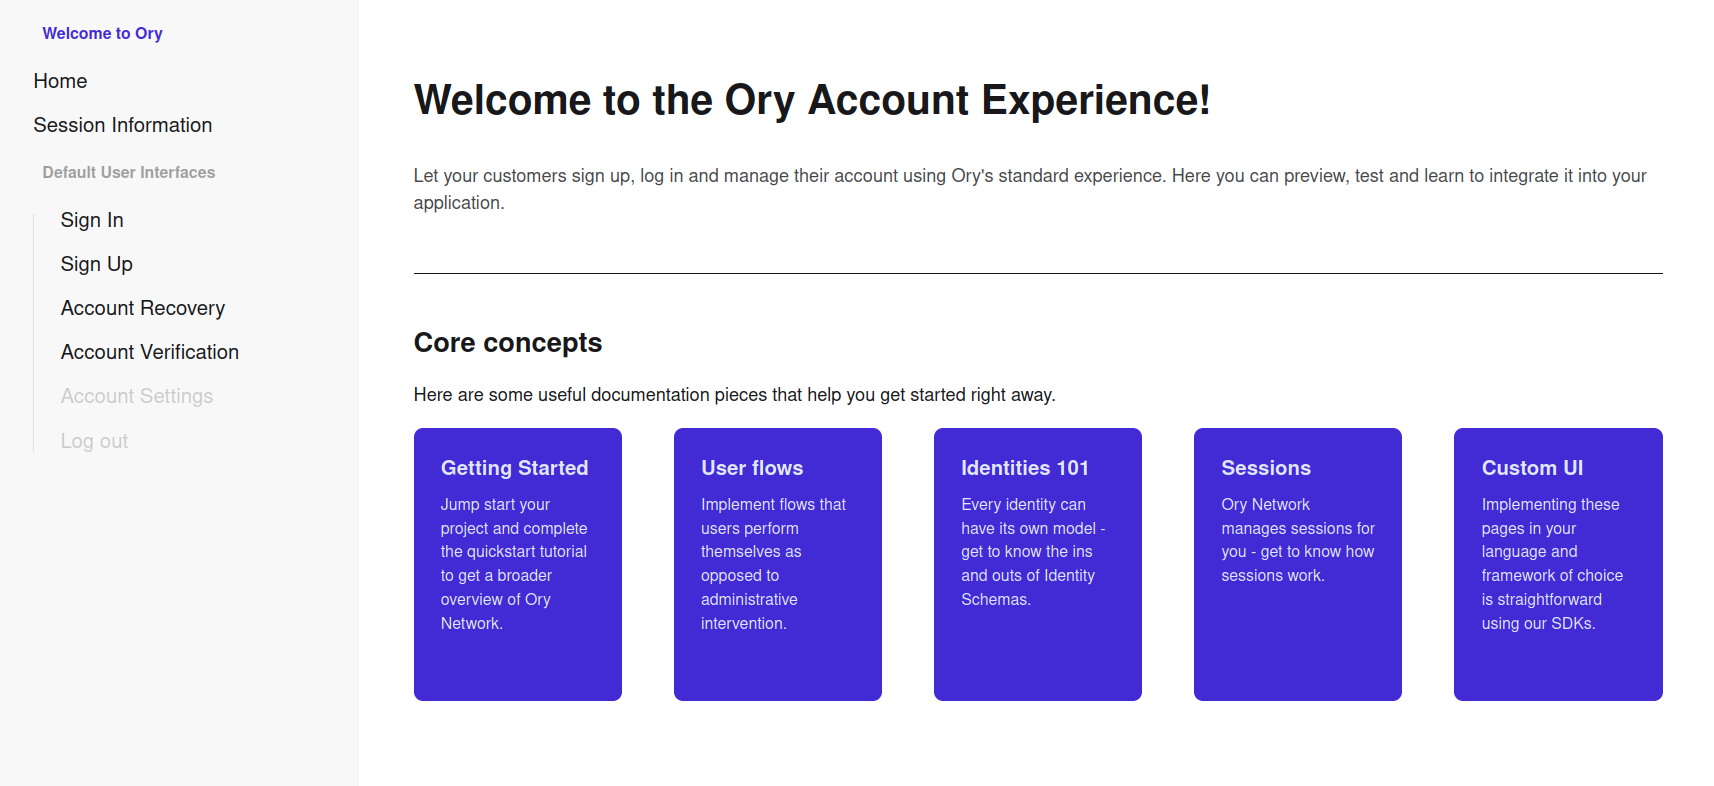 Welcome to Ory
Home
Session Information
Default User Interfaces
Sign In
Sign Up
Account Recovery
Account Verification
Account Settings
Log out
Welcome to the Ory Account Experience!
Let your customers sign up, log in and manage their account using Ory's standard experience. Here you can preview, test and learn to integrate it into your
application.
Core concepts
Here are some useful documentation pieces that help you get started right away.
Getting Started
Jump start your
project and complete
the quickstart tutorial
to get a broader
overview of Ory
Network.
User flows
Implement flows that
users perform
themselves as
opposed to
administrative
intervention.
Identities 101
Every identity can
have its own model -
get to know the ins
and outs of Identity
Schemas.
Sessions
Ory Network
manages sessions for
you - get to know how
sessions work.
Custom UI
Implementing these
pages in your
language and
framework of choice
is straightforward
using our SDKs.